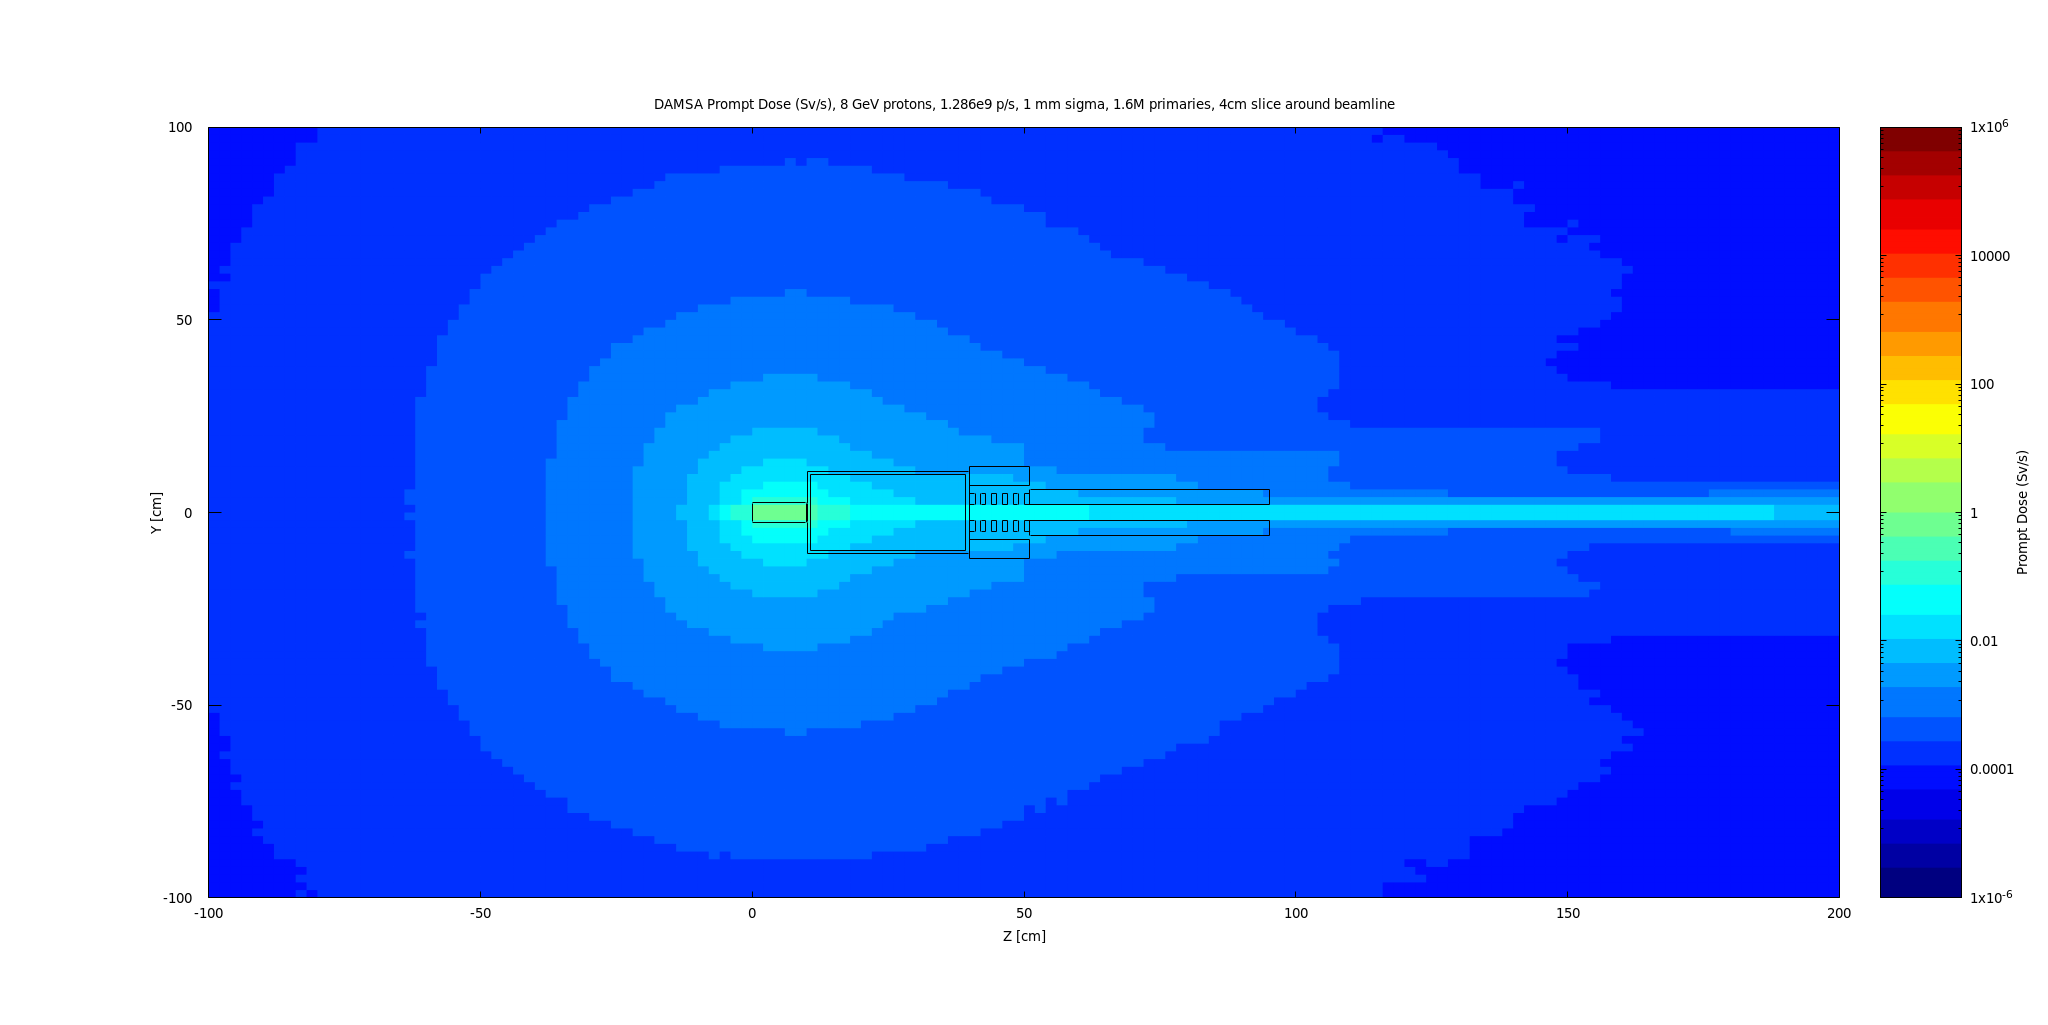 DAMSA Prompt Dose (Sv/s), 8 GeV protons, 1.286e9 p/s, 1 mm sigma, 1.6M primaries, 4cm slice around beamline
100
50
0
-50
-100
Y [cm]
-100
-50
0
50
100
150
200
Z [cm]
1x10⁶
10000
100
1
0.01
0.0001
1x10⁻⁶
Prompt Dose (Sv/s)